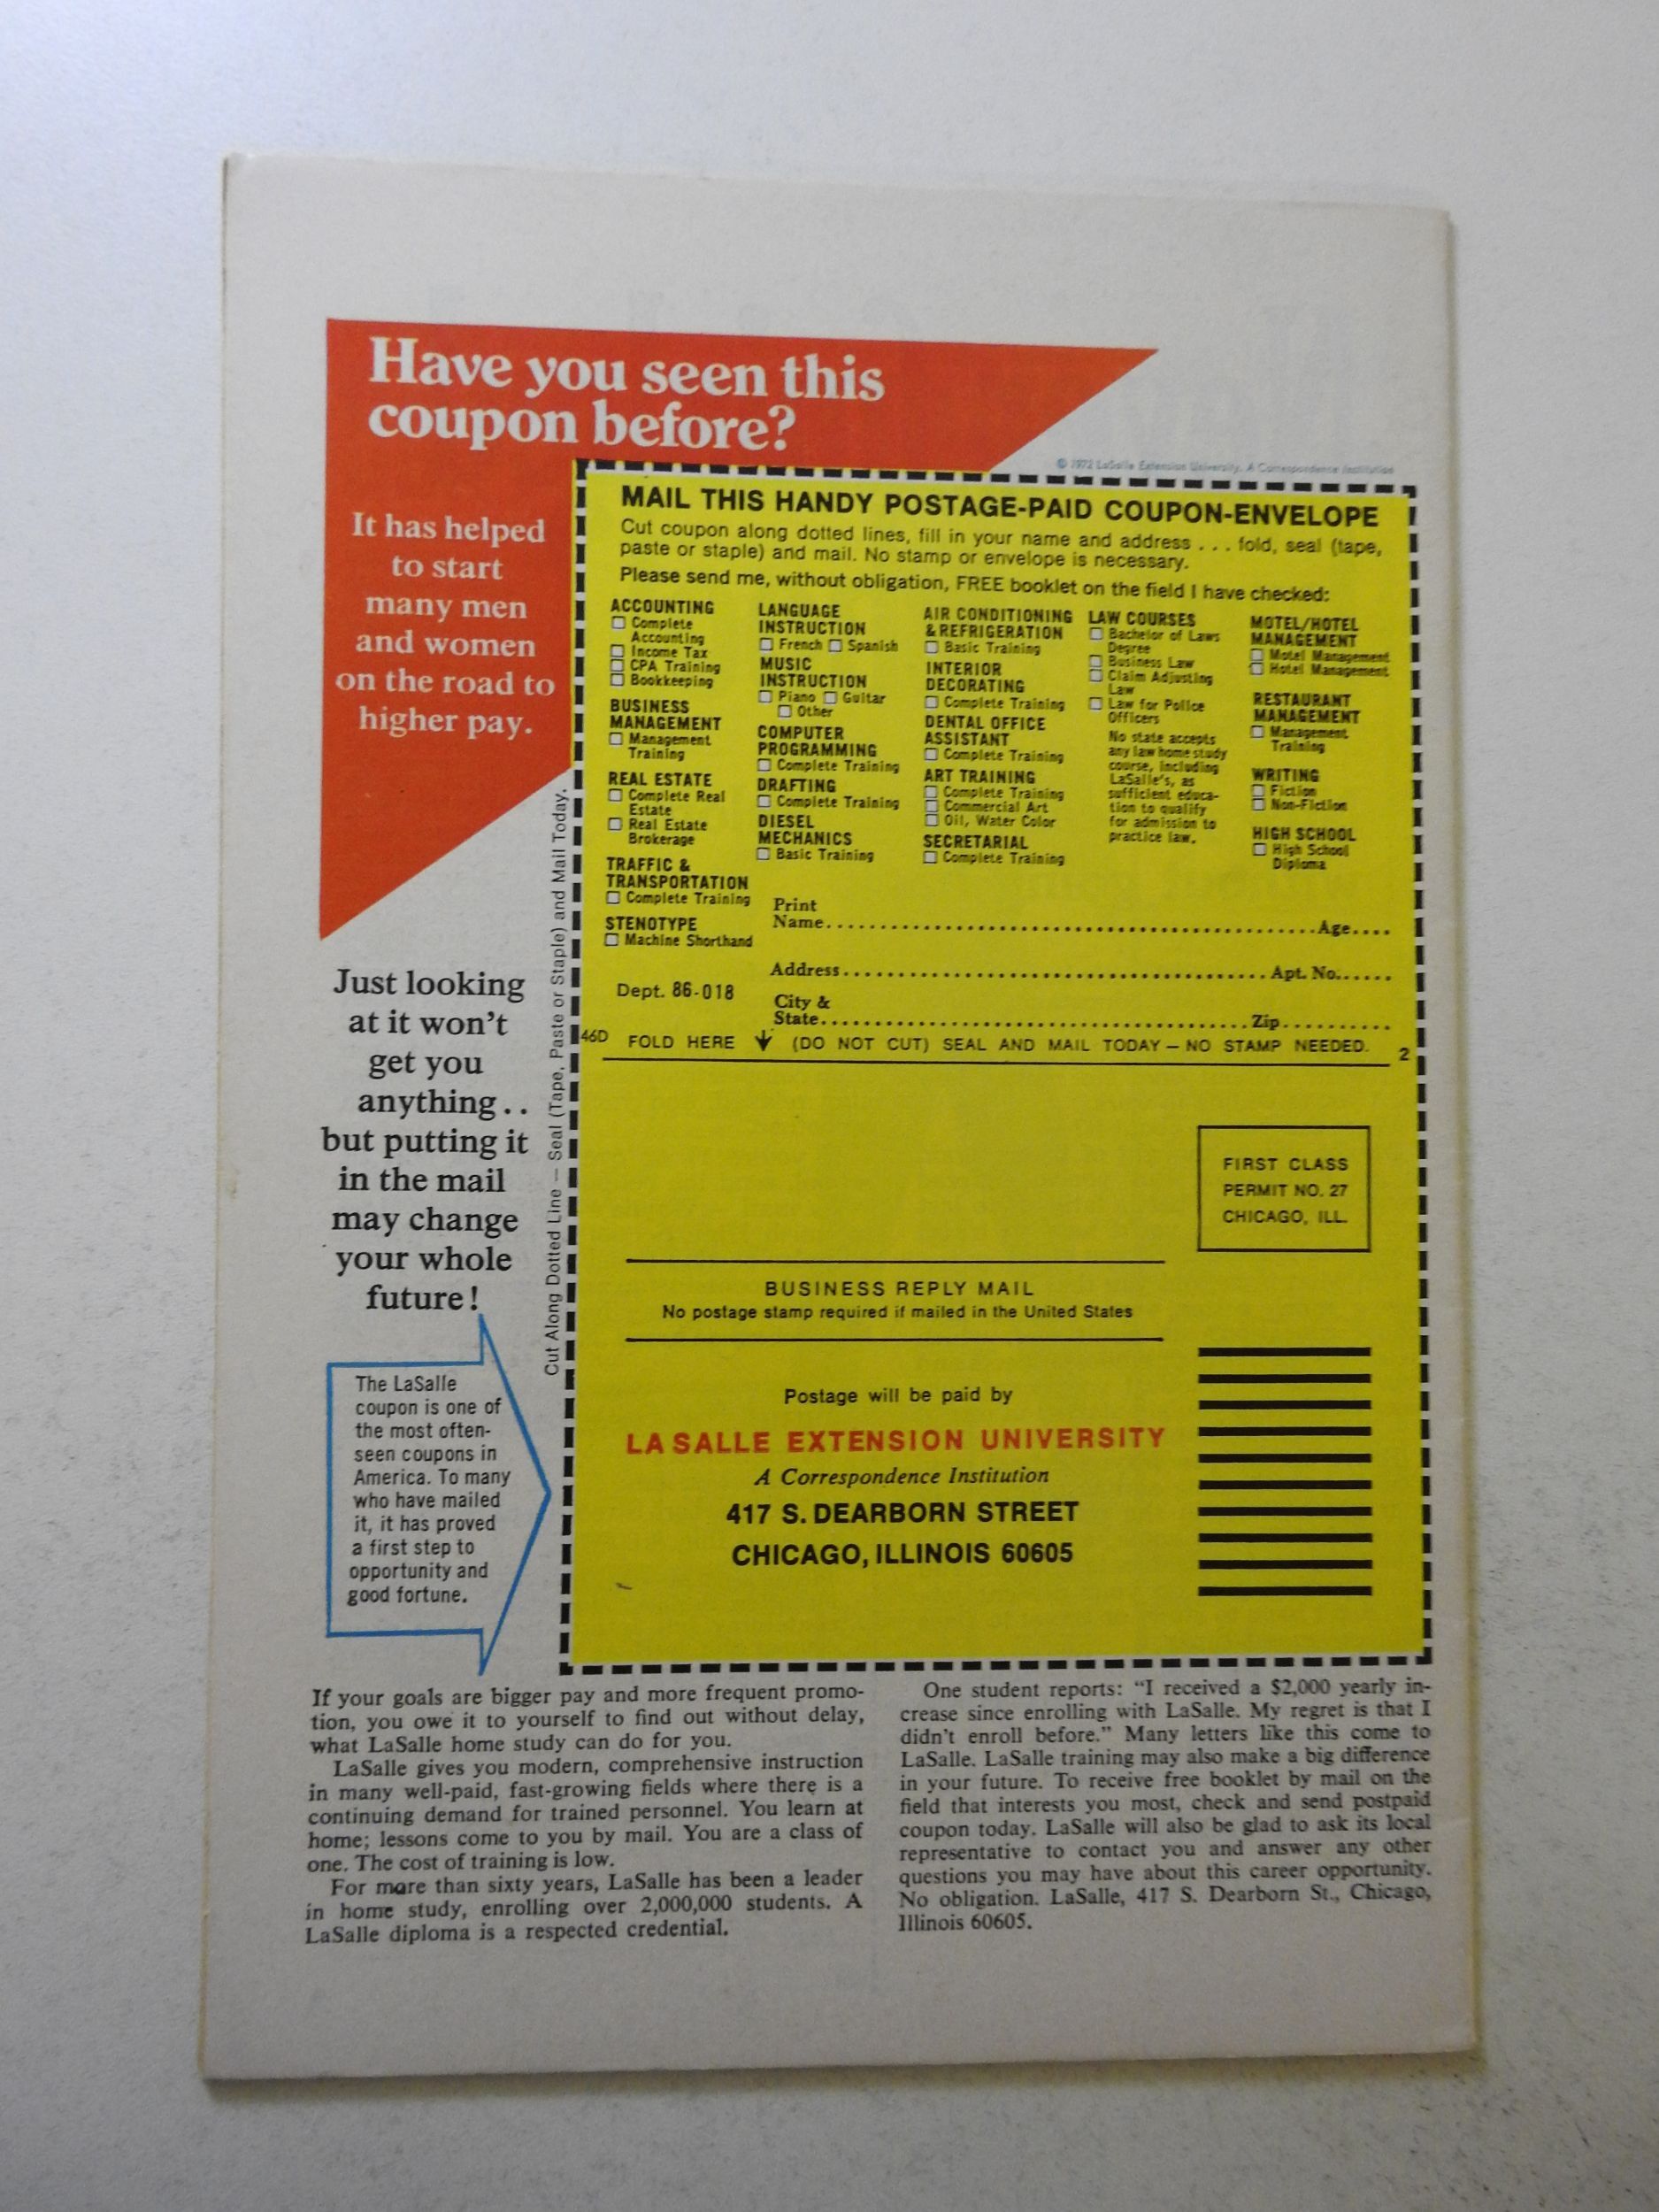 Have you seen this
coupon before?
It has helped
to start
many men
and women
on the road to
higher pay.
Just looking
at it won't
get you
anything..
but putting it
in the mail
may change
your whole
future!
The LaSalle
coupon is one of
the most often-
seen coupons in
America. To many
who have mailed
it, it has proved
a first step to
opportunity and
good fortune.
Cut Along Dotted Line — Seal (Tape, Paste or Staple) and Mail Today.
© 1972 LaSalle Extension University, A Correspondence Institution
MAIL THIS HANDY POSTAGE-PAID COUPON-ENVELOPE
Cut coupon along dotted lines, fill in your name and address . . . fold, seal (tape,
paste or staple) and mail. No stamp or envelope is necessary.
Please send me, without obligation, FREE booklet on the field I have checked:
ACCOUNTING
☐ Complete
Accounting
☐ Income Tax
☐ CPA Training
☐ Bookkeeping
BUSINESS
MANAGEMENT
☐ Management
Training
REAL ESTATE
☐ Complete Real
Estate
☐ Real Estate
Brokerage
TRAFFIC &
TRANSPORTATION
☐ Complete Training
STENOTYPE
☐ Machine Shorthand
LANGUAGE
INSTRUCTION
☐ French ☐ Spanish
MUSIC
INSTRUCTION
☐ Piano ☐ Guitar
☐ Other
COMPUTER
PROGRAMMING
☐ Complete Training
DRAFTING
☐ Complete Training
DIESEL
MECHANICS
☐ Basic Training
AIR CONDITIONING
& REFRIGERATION
☐ Basic Training
INTERIOR
DECORATING
☐ Complete Training
DENTAL OFFICE
ASSISTANT
☐ Complete Training
ART TRAINING
☐ Complete Training
☐ Commercial Art
☐ Oil, Water Color
SECRETARIAL
☐ Complete Training
LAW COURSES
☐ Bachelor of Laws
Degree
☐ Business Law
☐ Claim Adjusting
Law
☐ Law for Police
Officers
No state accepts
any law home study
course, including
LaSalle's, as
sufficient educa-
tion to qualify
for admission to
practice law.
MOTEL/HOTEL
MANAGEMENT
☐ Motel Management
☐ Hotel Management
RESTAURANT
MANAGEMENT
☐ Management
Training
WRITING
☐ Fiction
☐ Non-Fiction
HIGH SCHOOL
☐ High School
Diploma
Print
Name..........Age....
Address..........Apt. No......
Dept. 86-018
City &
State..........Zip..........
46D FOLD HERE ↓ (DO NOT CUT) SEAL AND MAIL TODAY — NO STAMP NEEDED. 2
FIRST CLASS
PERMIT NO. 27
CHICAGO, ILL.
BUSINESS REPLY MAIL
No postage stamp required if mailed in the United States
Postage will be paid by
LA SALLE EXTENSION UNIVERSITY
A Correspondence Institution
417 S. DEARBORN STREET
CHICAGO, ILLINOIS 60605
If your goals are bigger pay and more frequent promo-
tion, you owe it to yourself to find out without delay,
what LaSalle home study can do for you.
LaSalle gives you modern, comprehensive instruction
in many well-paid, fast-growing fields where there is a
continuing demand for trained personnel. You learn at
home; lessons come to you by mail. You are a class of
one. The cost of training is low.
For more than sixty years, LaSalle has been a leader
in home study, enrolling over 2,000,000 students. A
LaSalle diploma is a respected credential.
One student reports: "I received a $2,000 yearly in-
crease since enrolling with LaSalle. My regret is that I
didn't enroll before." Many letters like this come to
LaSalle. LaSalle training may also make a big difference
in your future. To receive free booklet by mail on the
field that interests you most, check and send postpaid
coupon today. LaSalle will also be glad to ask its local
representative to contact you and answer any other
questions you may have about this career opportunity.
No obligation. LaSalle, 417 S. Dearborn St., Chicago,
Illinois 60605.